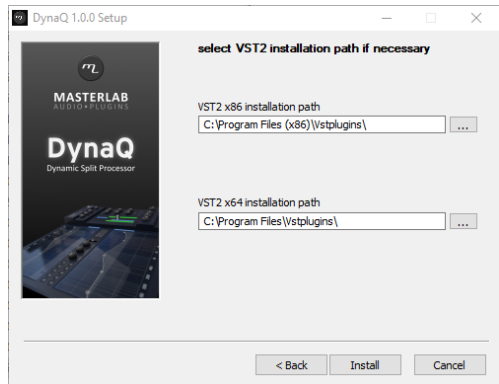 DynaQ 1.0.0 Setup
select VST2 installation path if necessary
MASTERLAB
AUDIO•PLUGINS
DynaQ
Dynamic Split Processor
VST2 x86 installation path
C:\Program Files (x86)\Vstplugins\
...
VST2 x64 installation path
C:\Program Files\Vstplugins\
...
< Back Install Cancel